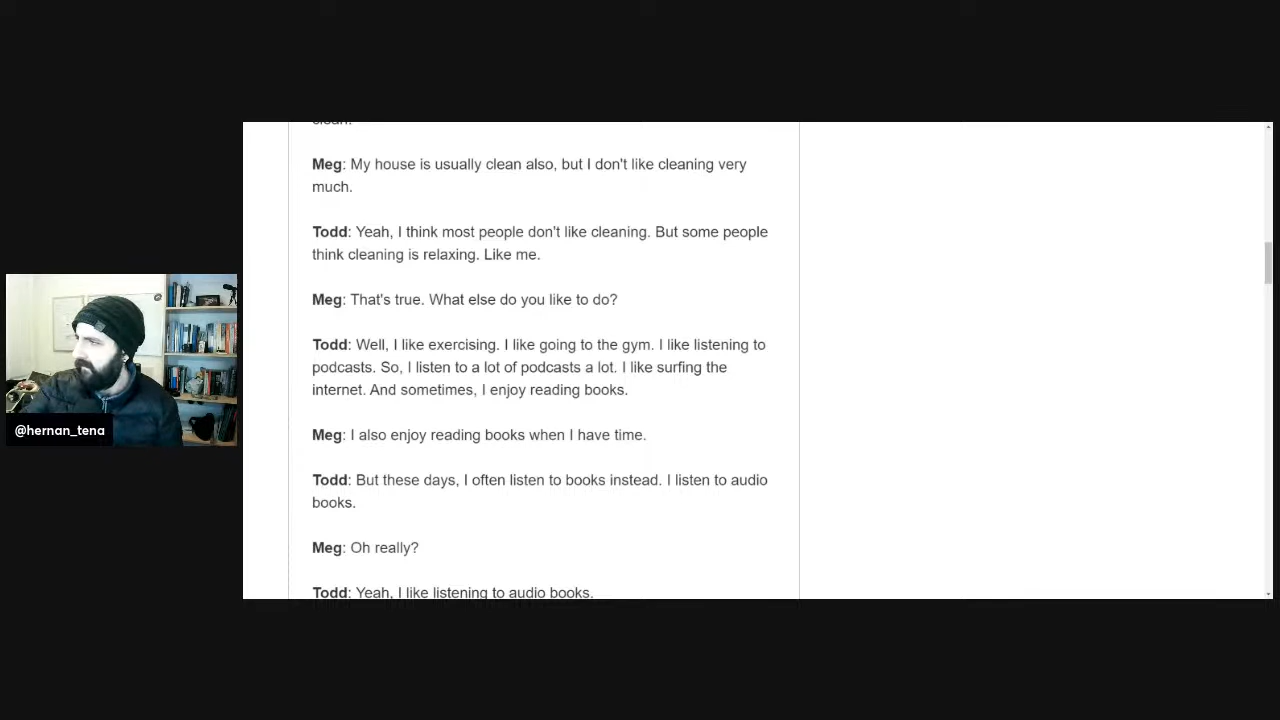 clean.
Meg: My house is usually clean also, but I don't like cleaning very
much.
Todd: Yeah, I think most people don't like cleaning. But some people
think cleaning is relaxing. Like me.
Meg: That's true. What else do you like to do?
Todd: Well, I like exercising. I like going to the gym. I like listening to
podcasts. So, I listen to a lot of podcasts a lot. I like surfing the
internet. And sometimes, I enjoy reading books.
Meg: I also enjoy reading books when I have time.
Todd: But these days, I often listen to books instead. I listen to audio
books.
Meg: Oh really?
Todd: Yeah, I like listening to audio books.
@hernan_tena